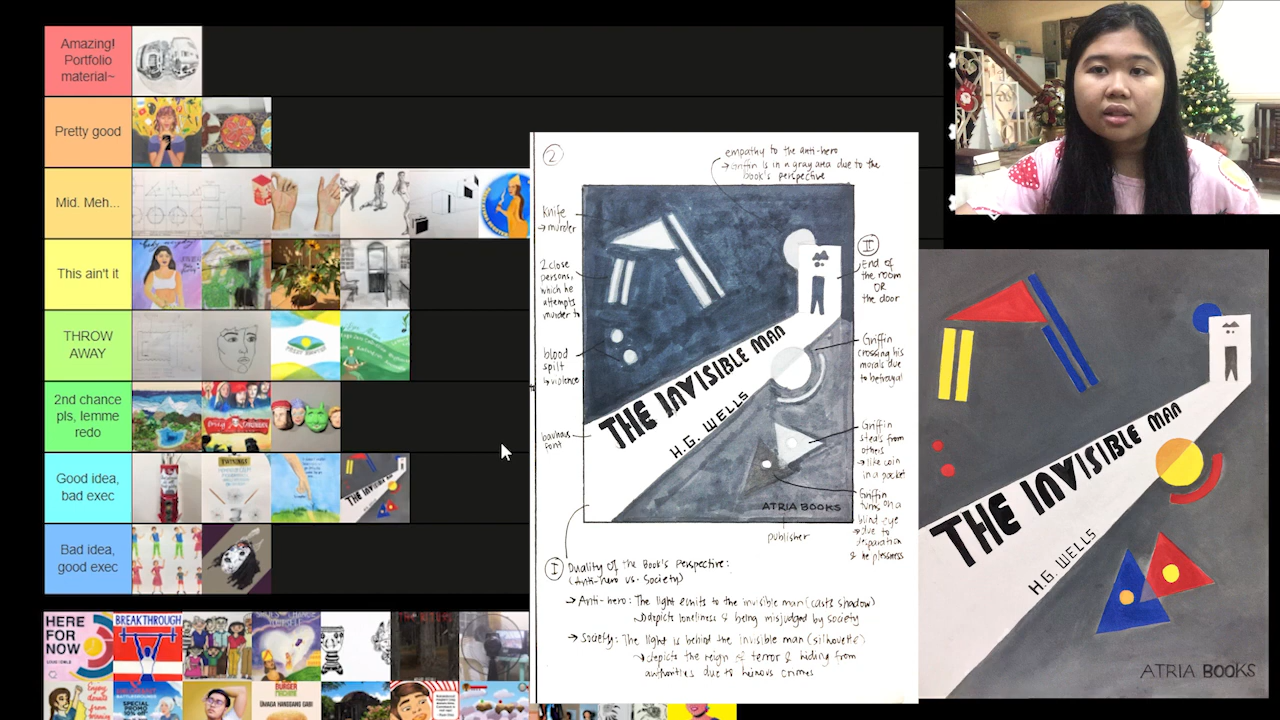 Amazing!
Portfolio
material~
Pretty good
Mid. Meh...
This ain't it
THROW
AWAY
2nd chance
pls, lemme
redo
Good idea,
bad exec
Bad idea,
good exec
HERE
FOR
NOW
BREAKTHROUGH
TWININGS
BURGER
2
empathy to the anti-hero
→ Griffin is in a gray area due to the
book's perspective
Knife
→ murder
2 close
persons,
which he
attempts
murder to
blood
spilt
↳ violence
bauhaus
font
II
End of
the room
OR
the door
Griffin
crossing his
morals due
to betrayal
Griffin
steals from
others
→ like coin
in a pocket
Griffin
turns on a
blind eye
→ due to
desparation
& helplessness
THE INVISIBLE MAN
H.G. WELLS
ATRIA BOOKS
publisher
I Duality of the Book's Perspective:
(Anti-hero vs. Society)
→ Anti-hero: The light emits to the invisible man (casts shadow)
↳ depict loneliness & being misjudged by society
→ Society: The light is behind the invisible man (silhouette)
↳ depicts the reign of terror & hiding from
authorities due to heinous crimes
THE INVISIBLE MAN
H.G. WELLS
ATRIA BOOKS